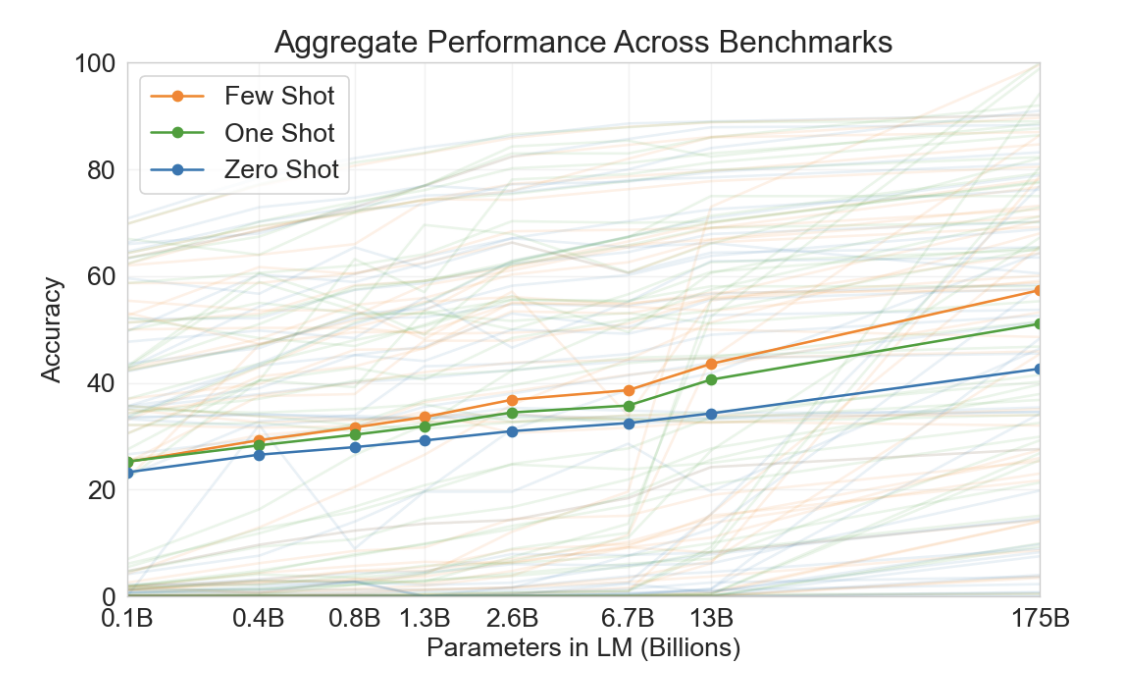 Aggregate Performance Across Benchmarks
100
80
60
40
20
0
Accuracy
Few Shot
One Shot
Zero Shot
0.1B 0.4B 0.8B 1.3B 2.6B 6.7B 13B 175B
Parameters in LM (Billions)